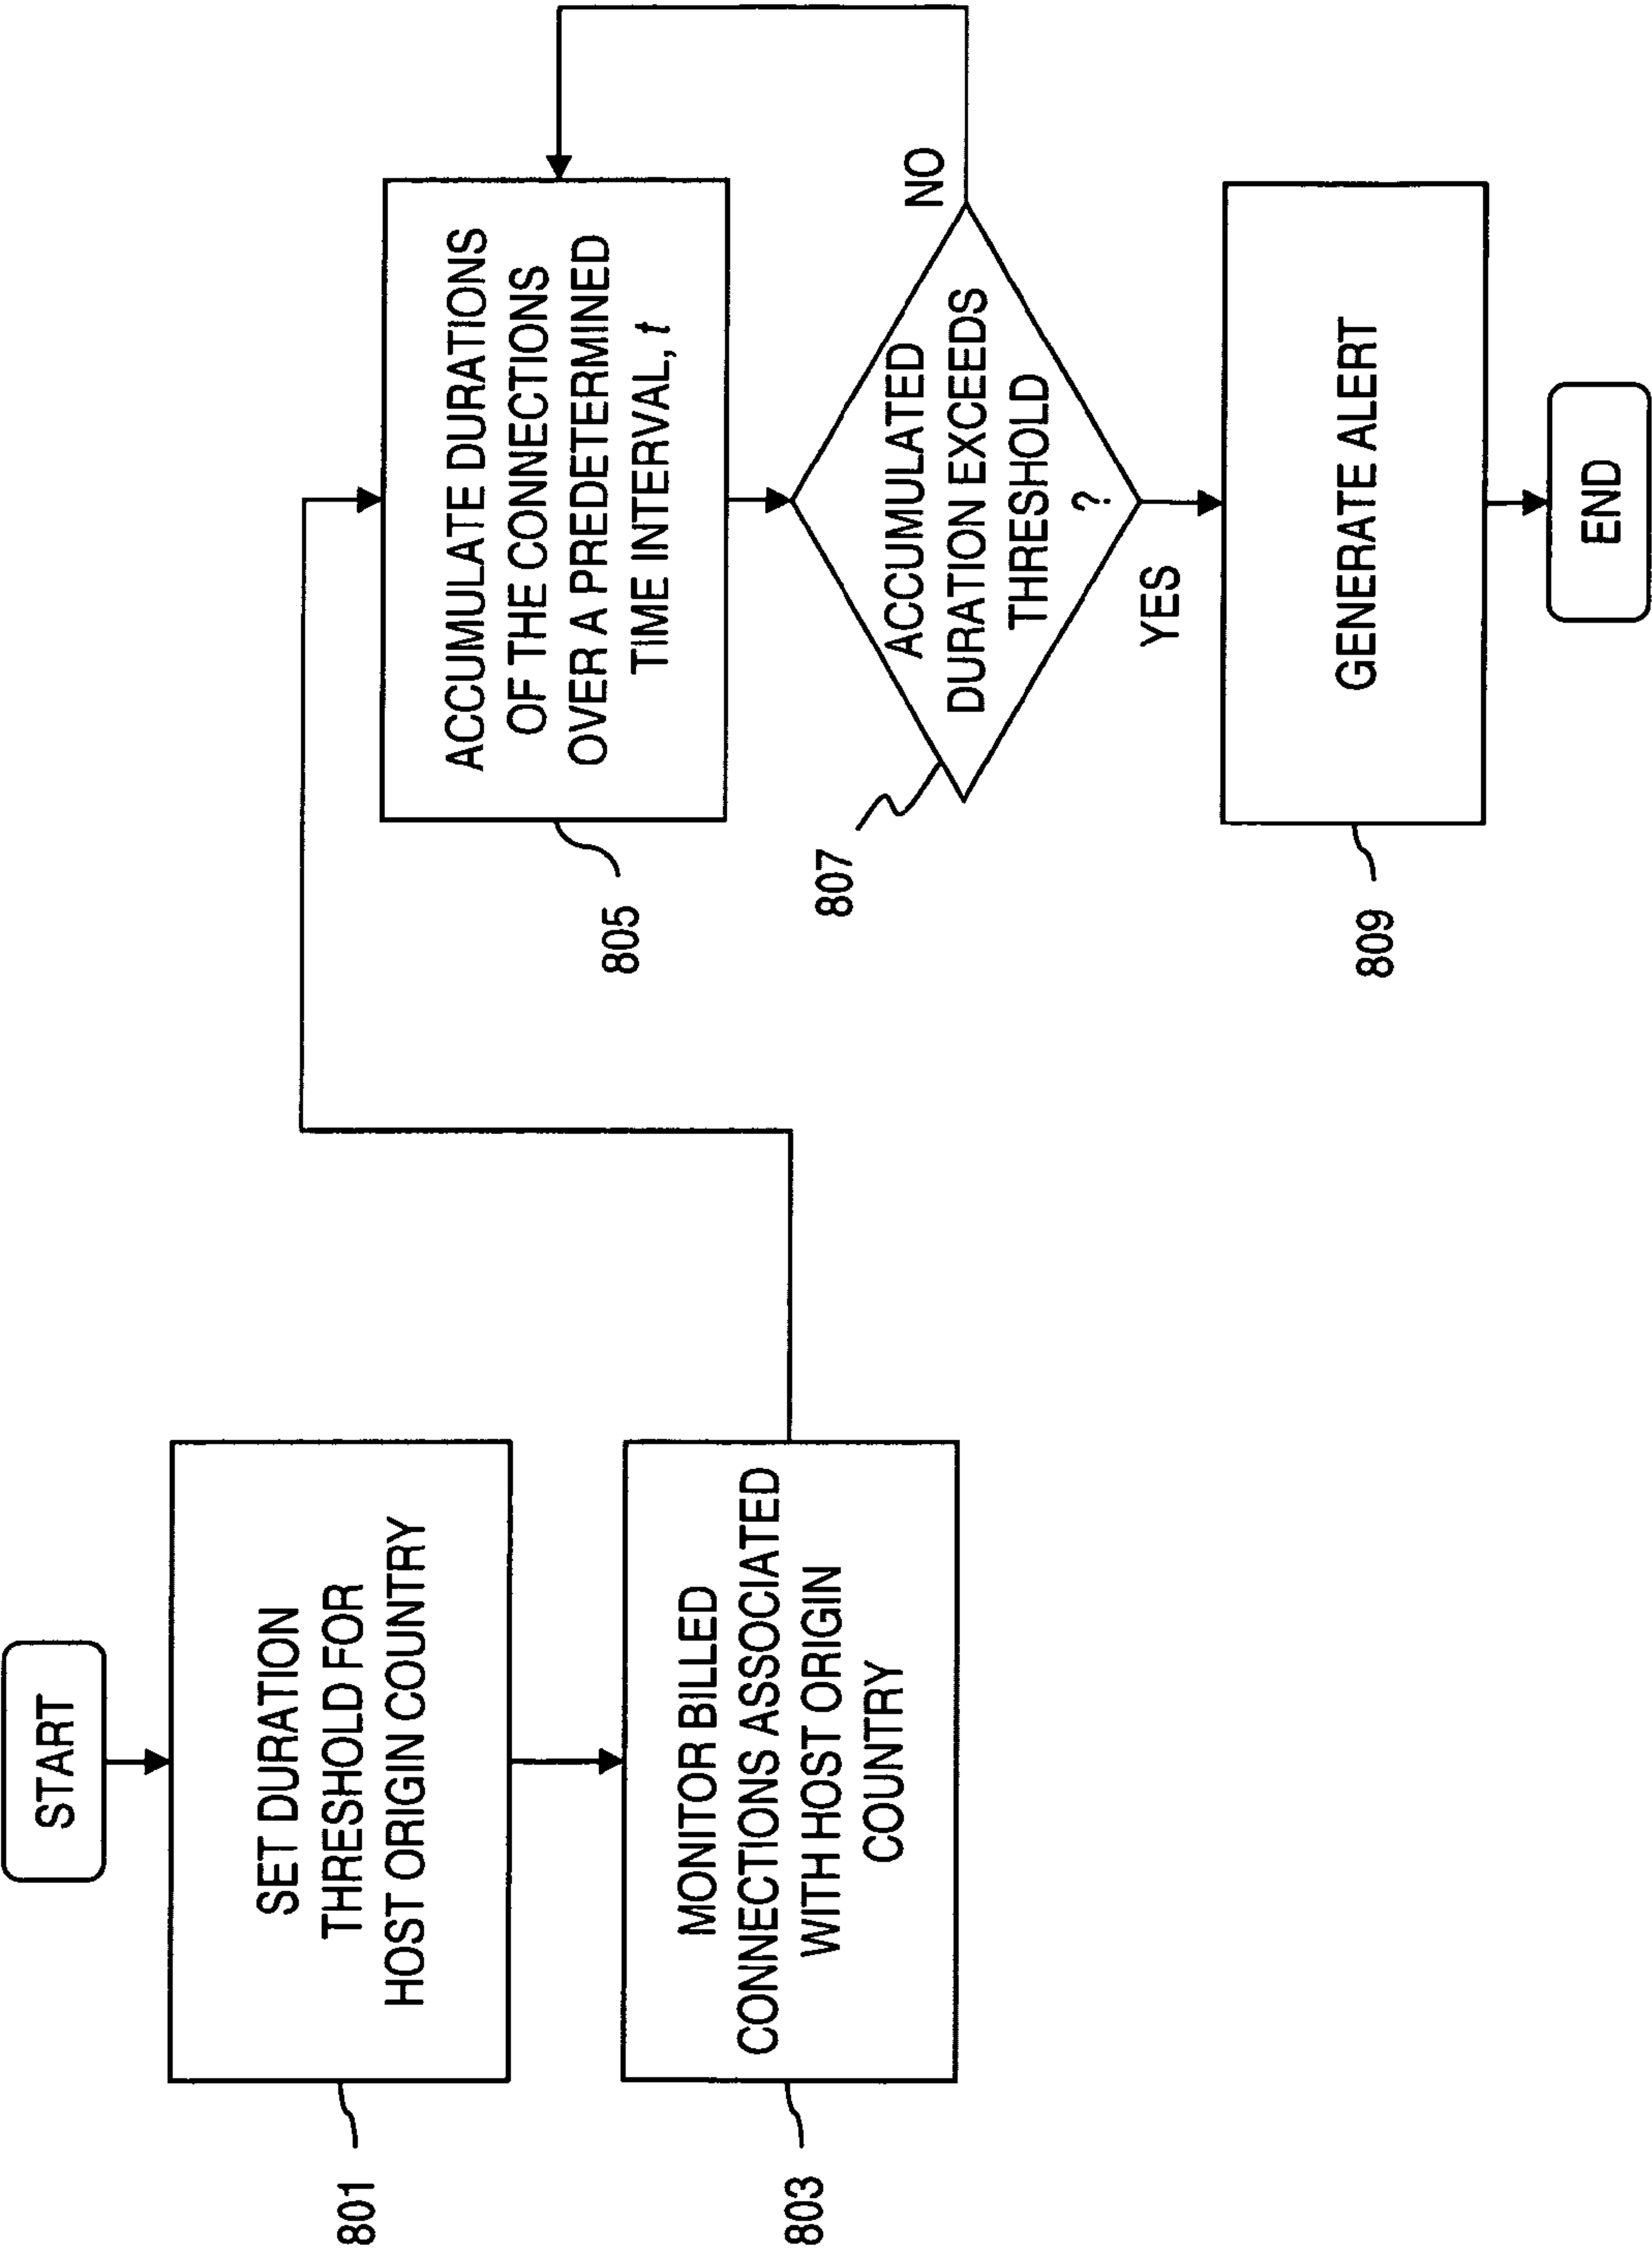 START
SET DURATION
THRESHOLD FOR
HOST ORIGIN COUNTRY
801
MONITOR BILLED
CONNECTIONS ASSOCIATED
WITH HOST ORIGIN
COUNTRY
803
ACCUMULATE DURATIONS
OF THE CONNECTIONS
OVER A PREDETERMINED
TIME INTERVAL, t
805
ACCUMULATED
DURATION EXCEEDS
THRESHOLD
?
807
NO
YES
GENERATE ALERT
809
END